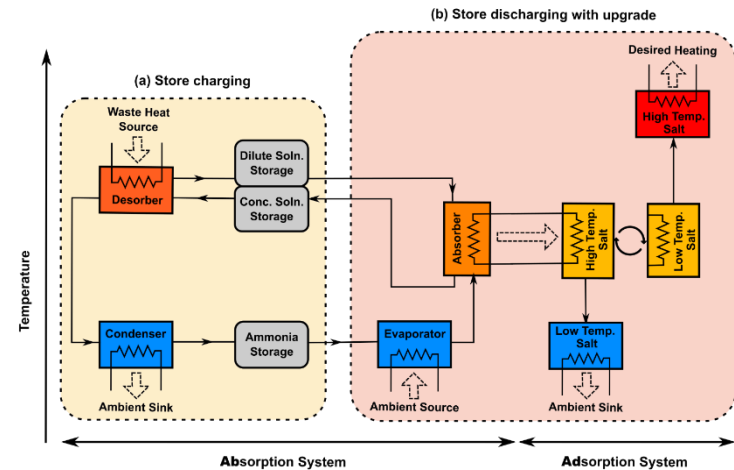 (b) Store discharging with upgrade
Desired Heating
(a) Store charging
Waste Heat
Source
High Temp.
Salt
Dilute Soln.
Storage
Desorber
Conc. Soln.
Storage
Absorber
High Temp.
Salt
Low Temp.
Salt
Temperature
Condenser
Ammonia
Storage
Evaporator
Low Temp.
Salt
Ambient Sink
Ambient Source
Ambient Sink
Absorption System
Adsorption System